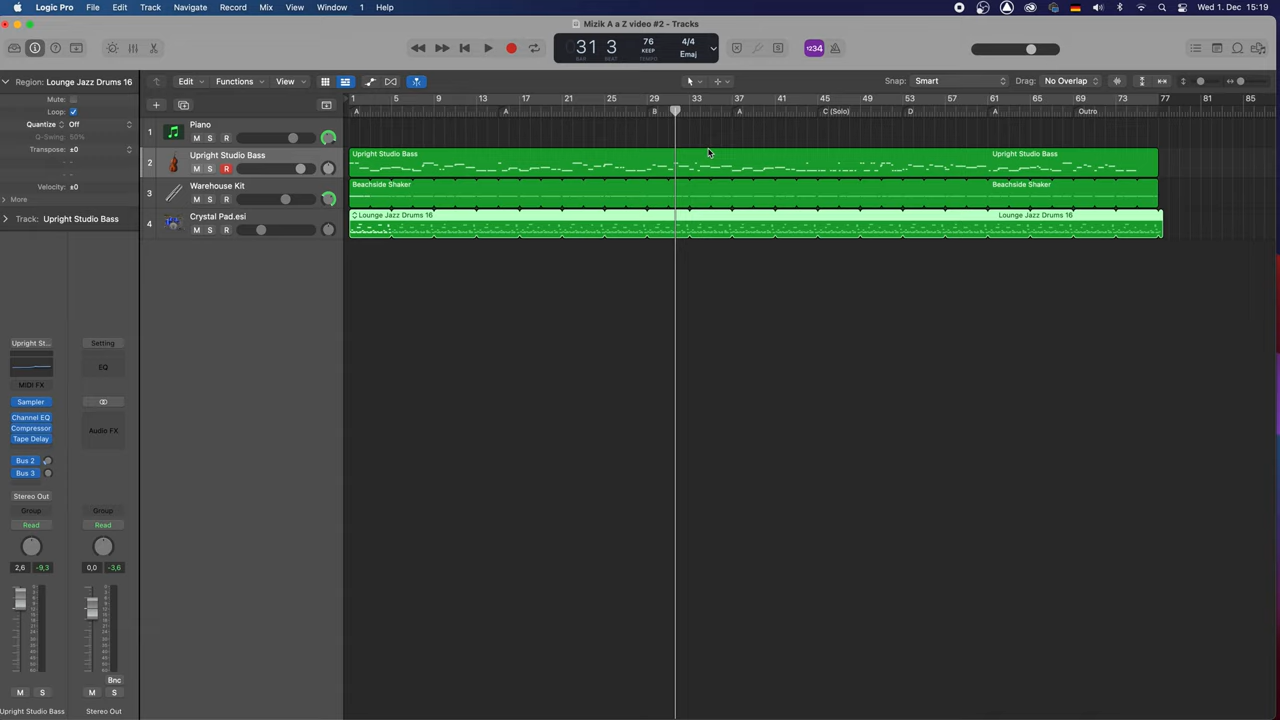 Logic Pro File Edit Track Navigate Record Mix View Window 1 Help Wed 1. Dec 15:19
Mizik A a Z video #2 - Tracks
31 3 76 4/4
BAR BEAT KEEP TEMPO Emaj
1234
Region: Lounge Jazz Drums 16 Edit Functions View Snap: Smart Drag: No Overlap
Mute:
Loop:
Quantize Off
Q-Swing: 50%
Transpose: ±0
Velocity: ±0
More
Track: Upright Studio Bass
1 5 9 13 17 21 25 29 33 37 41 45 49 53 57 61 65 69 73 77 81 85
A A B A C (Solo) D A Outro
1 Piano
M S R
2 Upright Studio Bass
M S R
3 Warehouse Kit
M S R
4 Crystal Pad.esi
M S R
Upright Studio Bass Upright Studio Bass
Beachside Shaker Beachside Shaker
Lounge Jazz Drums 16 Lounge Jazz Drums 16
Upright St... Setting
EQ
MIDI FX
Sampler
Channel EQ
Compressor Audio FX
Tape Delay
Bus 2
Bus 3
Stereo Out
Group Group
Read Read
2,6 -9,3 0,0 -3,6
Bnc
M S M S
Upright Studio Bass Stereo Out